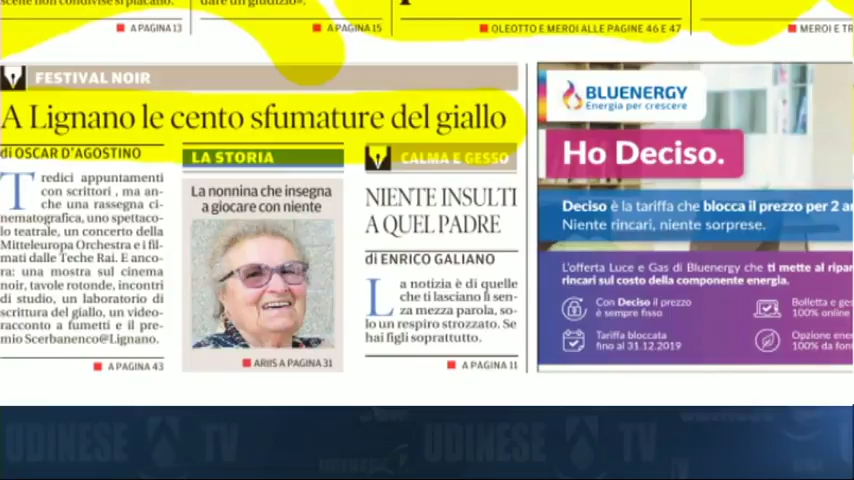 scelte non condivise si placano.
dare un giudizio».
A PAGINA 13
A PAGINA 15
OLEOTTO E MEROI ALLE PAGINE 46 E 47
MEROI E TR
FESTIVAL NOIR
A Lignano le cento sfumature del giallo
di OSCAR D'AGOSTINO
Tredici appuntamenti
con scrittori , ma an-
che una rassegna ci-
nematografica, uno spettaco-
lo teatrale, un concerto della
Mitteleuropa Orchestra e i fil-
mati dalle Teche Rai. E anco-
ra: una mostra sul cinema
noir, tavole rotonde, incontri
di studio, un laboratorio di
scrittura del giallo, un video-
racconto a fumetti e il pre-
mio Scerbanenco@Lignano.
A PAGINA 43
LA STORIA
La nonnina che insegna
a giocare con niente
ARIIS A PAGINA 31
CALMA E GESSO
NIENTE INSULTI
A QUEL PADRE
di ENRICO GALIANO
La notizia è di quelle
che ti lasciano lì sen-
za mezza parola, so-
lo un respiro strozzato. Se
hai figli soprattutto.
A PAGINA 11
BLUENERGY
Energia per crescere
Ho Deciso.
Deciso è la tariffa che blocca il prezzo per 2 an
Niente rincari, niente sorprese.
L'offerta Luce e Gas di Bluenergy che ti mette al ripar
rincari sul costo della componente energia.
Con Deciso il prezzo
è sempre fisso
Bolletta e ges
100% online
Tariffa bloccata
fino al 31.12.2019
Opzione ener
100% da fon
UDINESE TV
UDINESE TV